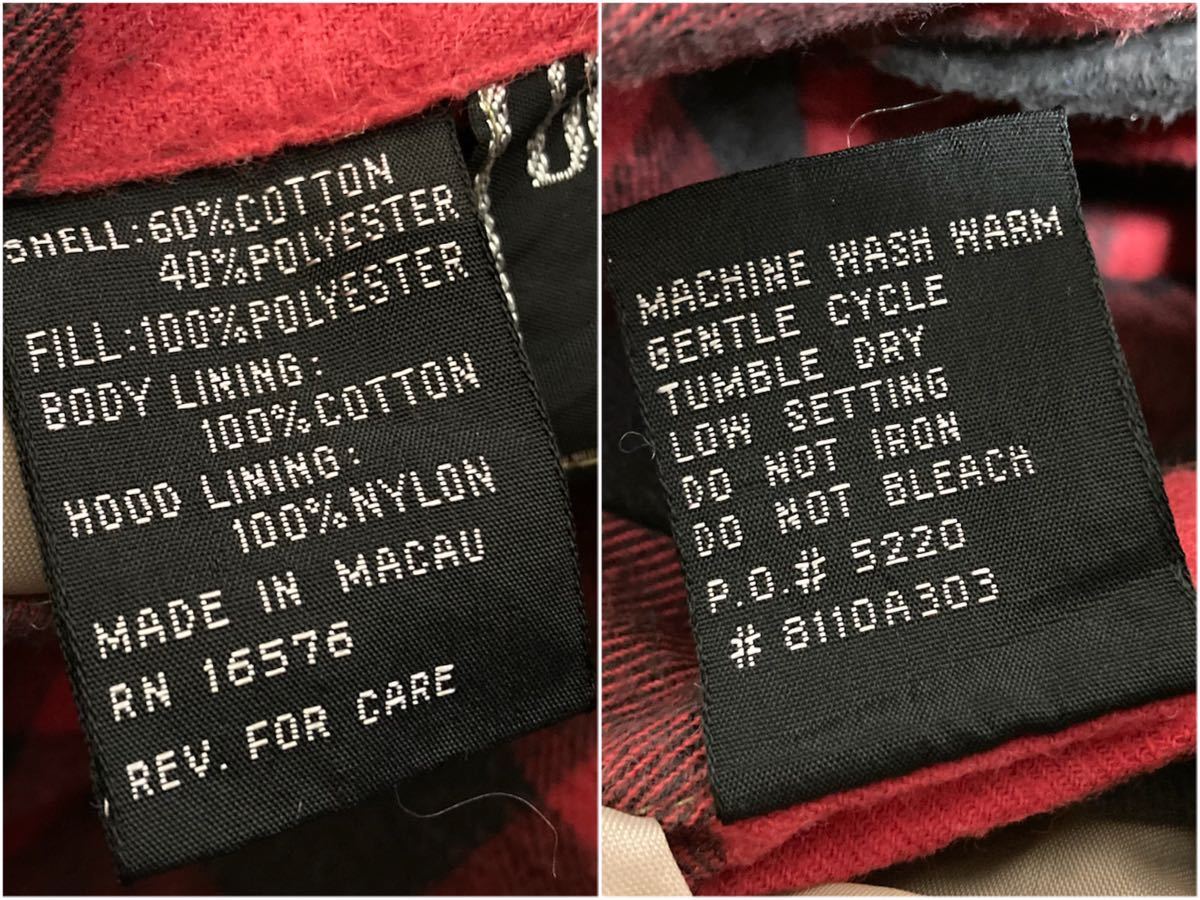 SHELL:60%COTTON
40%POLYESTER
FILL:100%POLYESTER
BODY LINING:
100%COTTON
HOOD LINING:
100%NYLON
MADE IN MACAU
RN 16576
REV. FOR CARE
MACHINE WASH WARM
GENTLE CYCLE
TUMBLE DRY
LOW SETTING
DO NOT IRON
DO NOT BLEACH
P.O.# 5220
# 8110A303